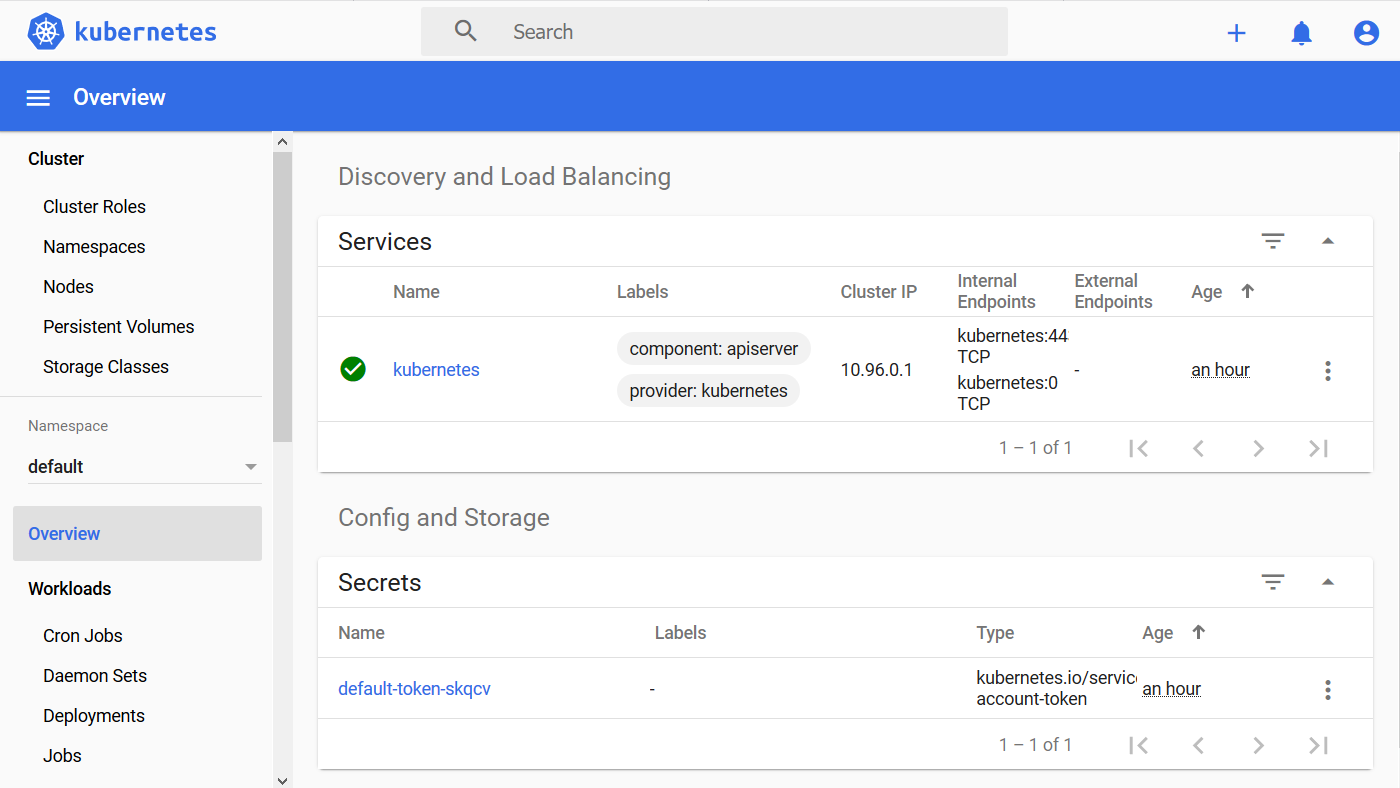 kubernetes
Search
Overview
Cluster
Cluster Roles
Namespaces
Nodes
Persistent Volumes
Storage Classes
Namespace
default
Overview
Workloads
Cron Jobs
Daemon Sets
Deployments
Jobs
Discovery and Load Balancing
Services
Name Labels Cluster IP Internal Endpoints External Endpoints Age
kubernetes
component: apiserver
provider: kubernetes
10.96.0.1
kubernetes:44
TCP
kubernetes:0
TCP
-
an hour
1 – 1 of 1
Config and Storage
Secrets
Name Labels Type Age
default-token-skqcv
-
kubernetes.io/servic
account-token
an hour
1 – 1 of 1